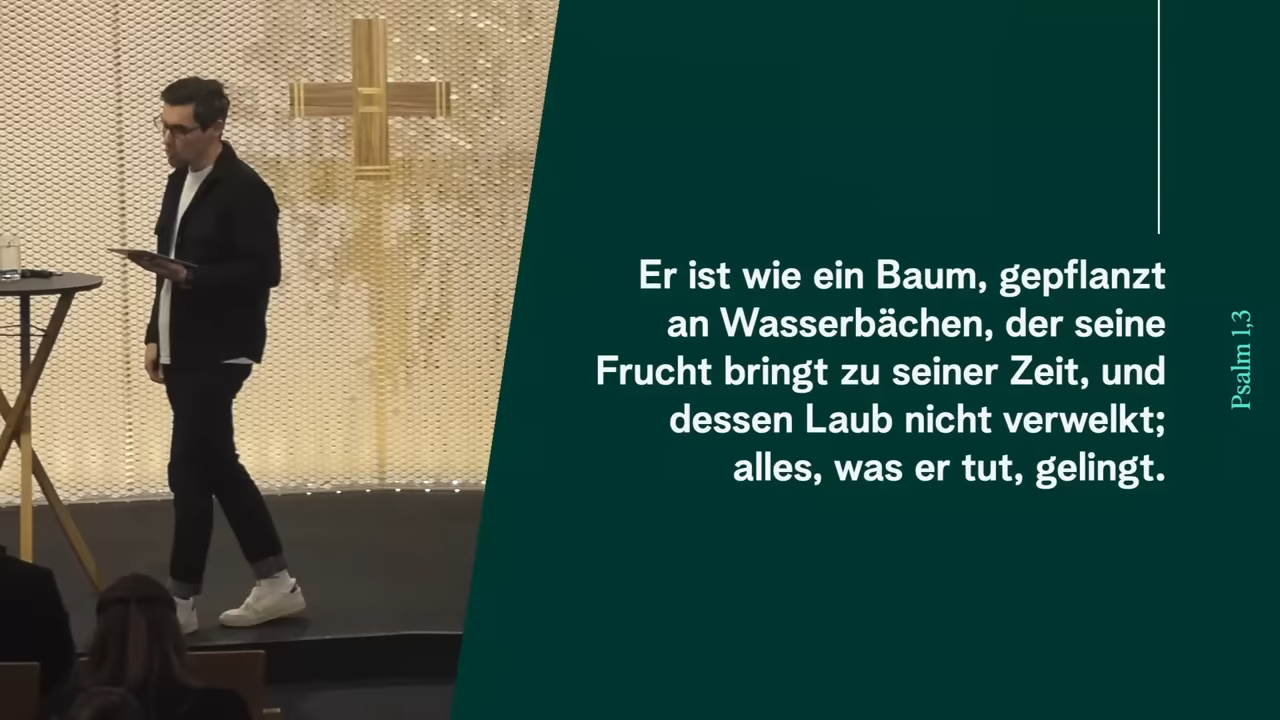 Er ist wie ein Baum, gepflanzt
an Wasserbächen, der seine
Frucht bringt zu seiner Zeit, und
dessen Laub nicht verwelkt;
alles, was er tut, gelingt.
Psalm 1,3